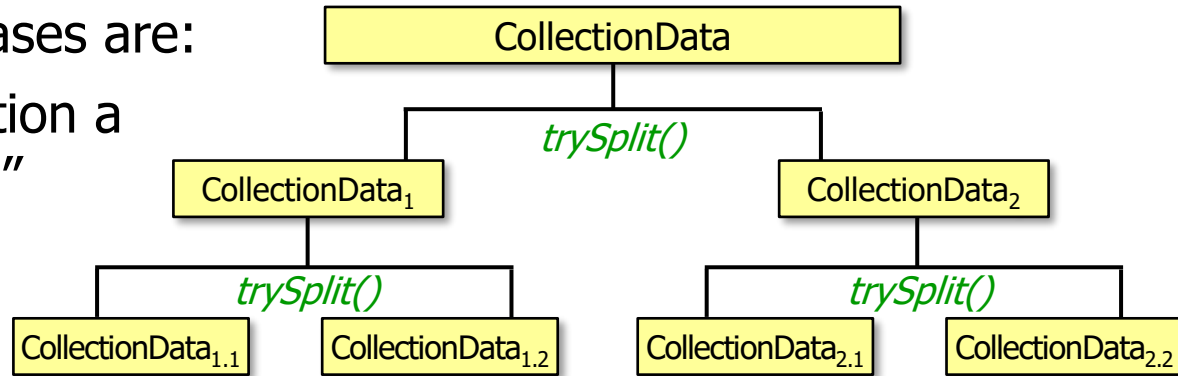 ases are:
CollectionData
tion a
trySplit()
”
CollectionData₁
CollectionData₂
trySplit()
trySplit()
CollectionData₁.₁
CollectionData₁.₂
CollectionData₂.₁
CollectionData₂.₂